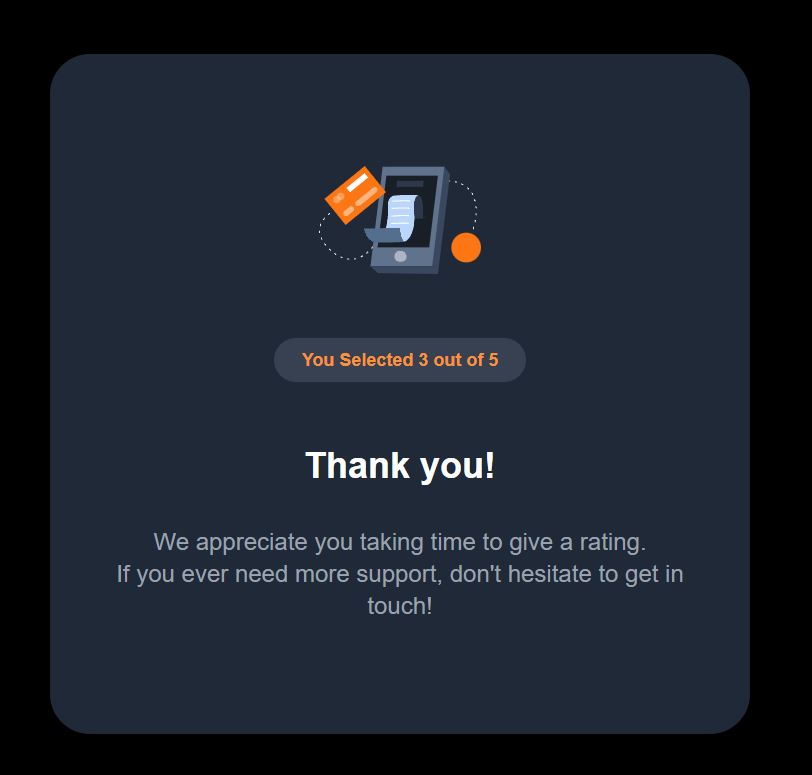 You Selected 3 out of 5
Thank you!
We appreciate you taking time to give a rating.
If you ever need more support, don't hesitate to get in
touch!